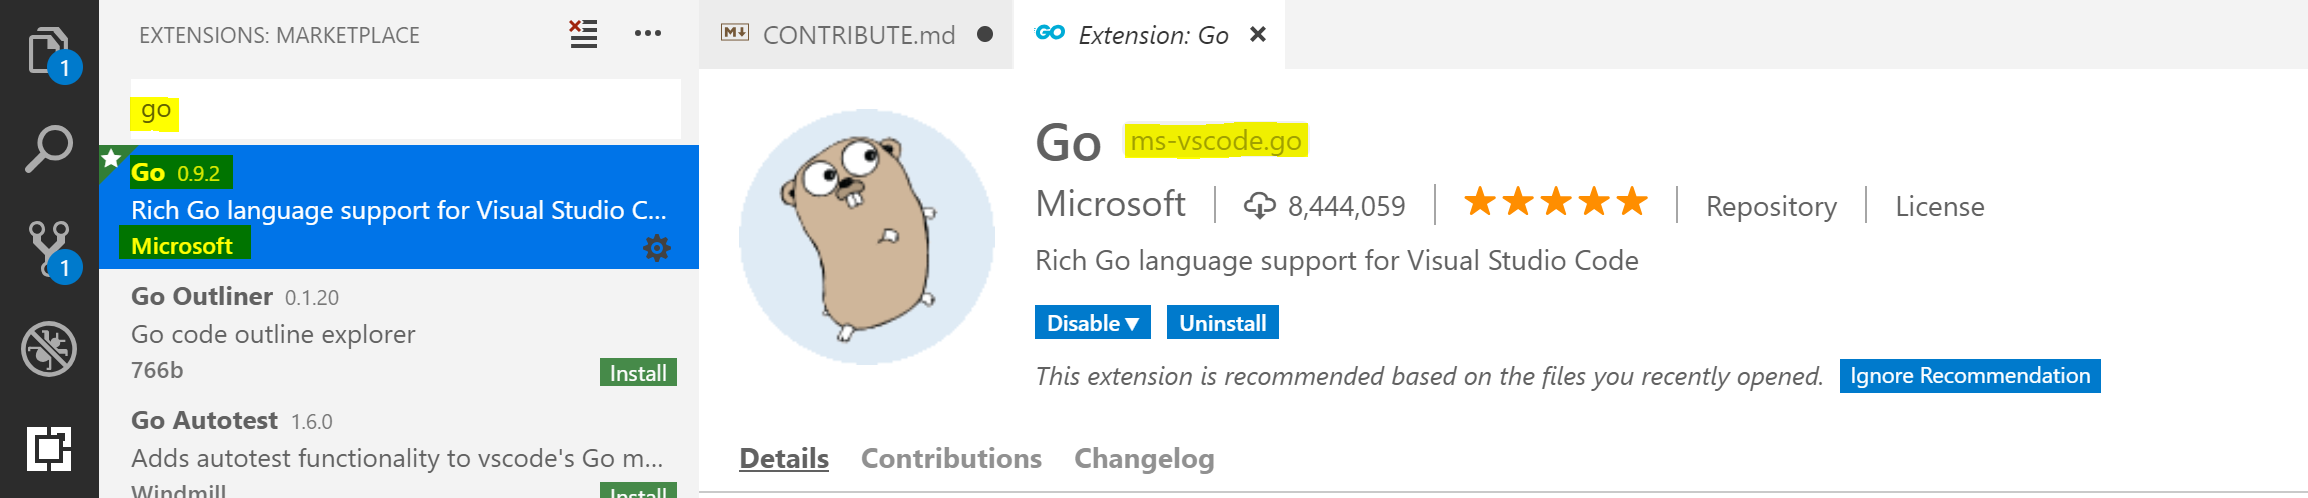 EXTENSIONS: MARKETPLACE
go
Go 0.9.2
Rich Go language support for Visual Studio C...
Microsoft
Go Outliner 0.1.20
Go code outline explorer
766b
Install
Go Autotest 1.6.0
Adds autotest functionality to vscode's Go m...
Windmill
Install
1
1
CONTRIBUTE.md
GO Extension: Go
Go ms-vscode.go
Microsoft 8,444,059 Repository License
Rich Go language support for Visual Studio Code
Disable Uninstall
This extension is recommended based on the files you recently opened. Ignore Recommendation
Details Contributions Changelog